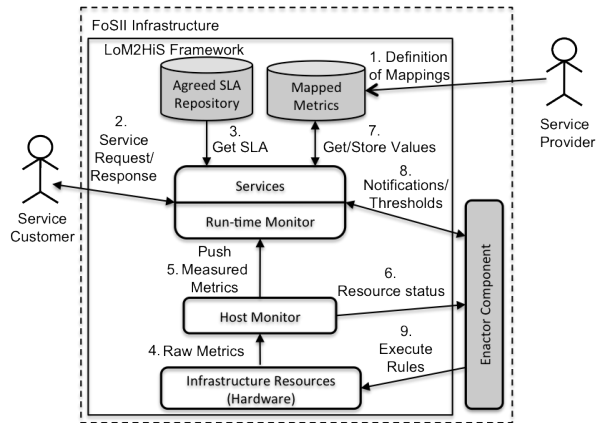 FoSII Infrastructure
LoM2HiS Framework
1. Definition
of Mappings
Agreed SLA
Repository
Mapped
Metrics
Service
Provider
2.
Service
Request/
Response
3.
Get SLA
7.
Get/Store Values
Services
Run-time Monitor
8.
Notifications/
Thresholds
Service
Customer
Push
5. Measured
Metrics
6.
Resource status
Host Monitor
Enactor Component
4. Raw Metrics
9.
Execute
Rules
Infrastructure Resources
(Hardware)